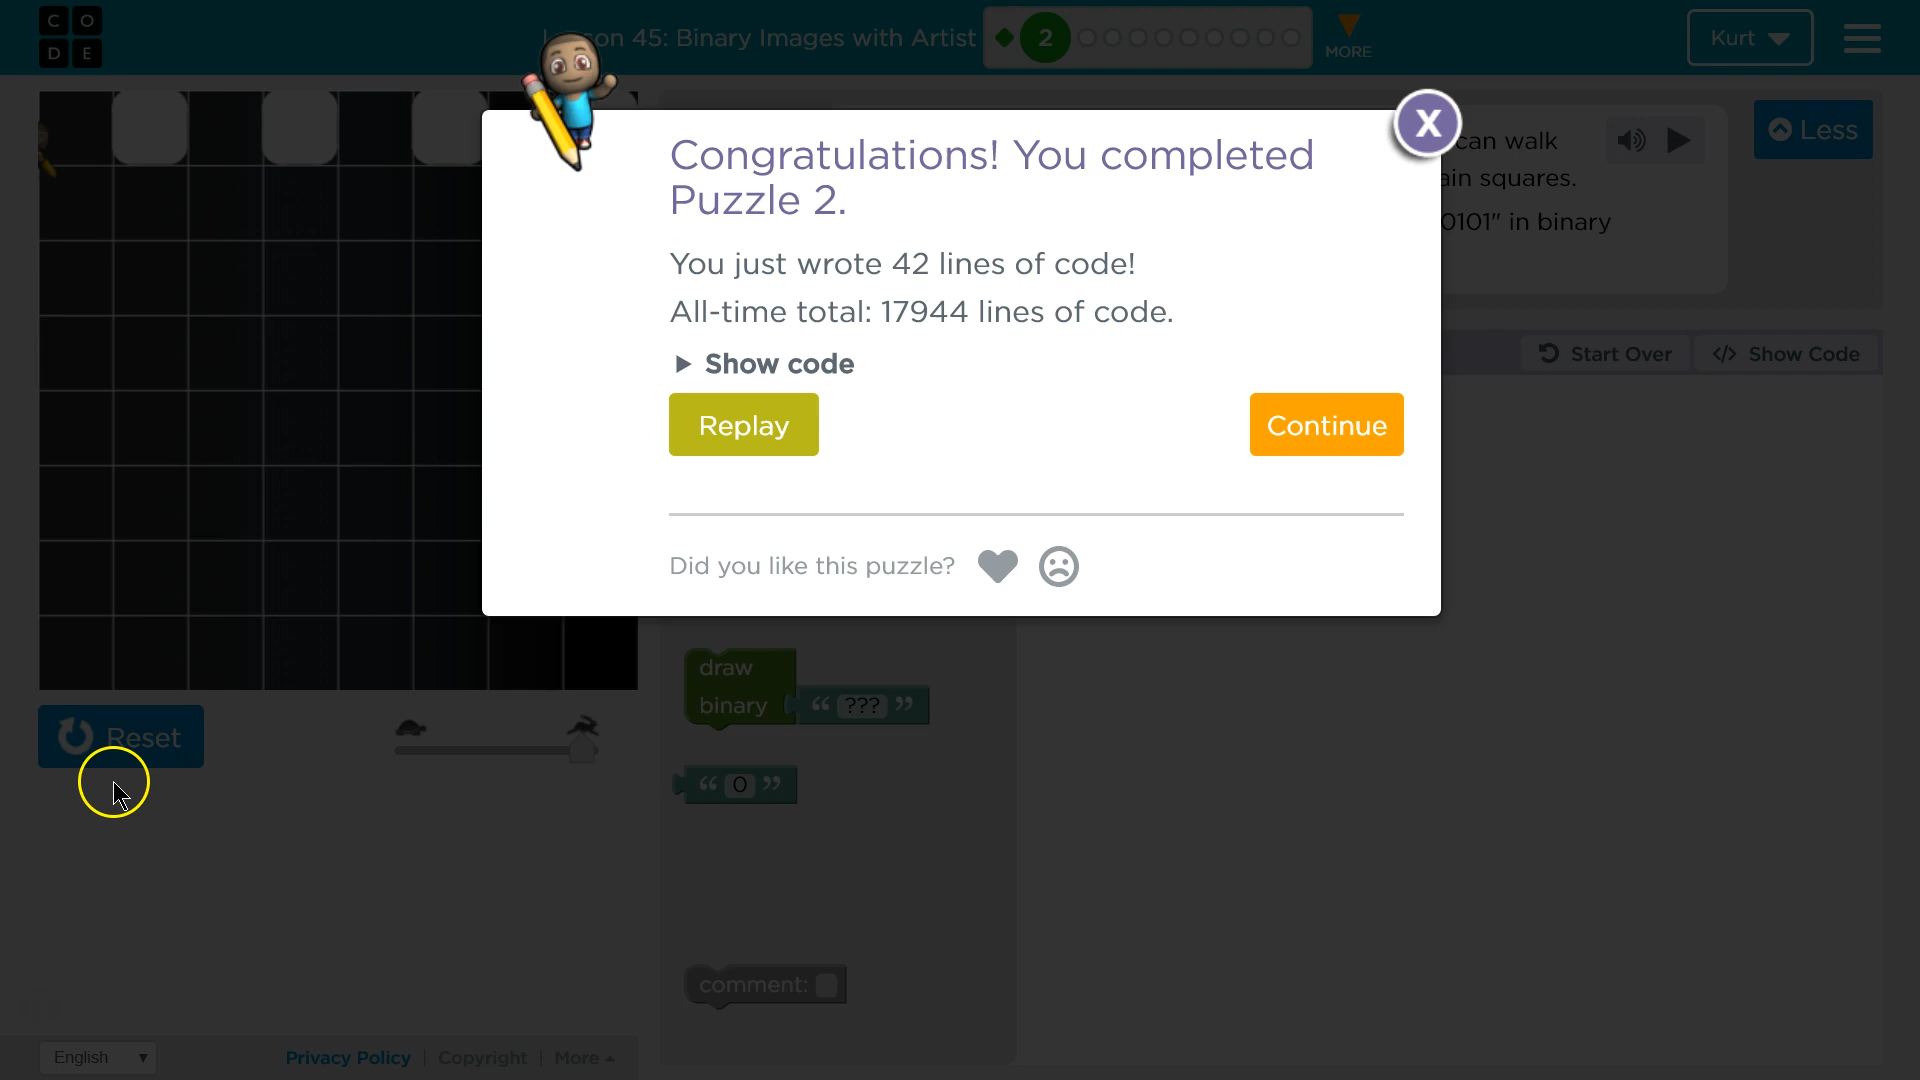 C O
D E
Lesson 45: Binary Images with Artist
2
MORE
Kurt
can walk
squares.
0101" in binary
Less
Congratulations! You completed
Puzzle 2.
You just wrote 42 lines of code!
All-time total: 17944 lines of code.
Show code
Replay
Continue
Did you like this puzzle?
X
Start Over
</> Show Code
draw
binary “ ??? ”
“ 0 ”
comment:
Reset
English
Privacy Policy | Copyright | More